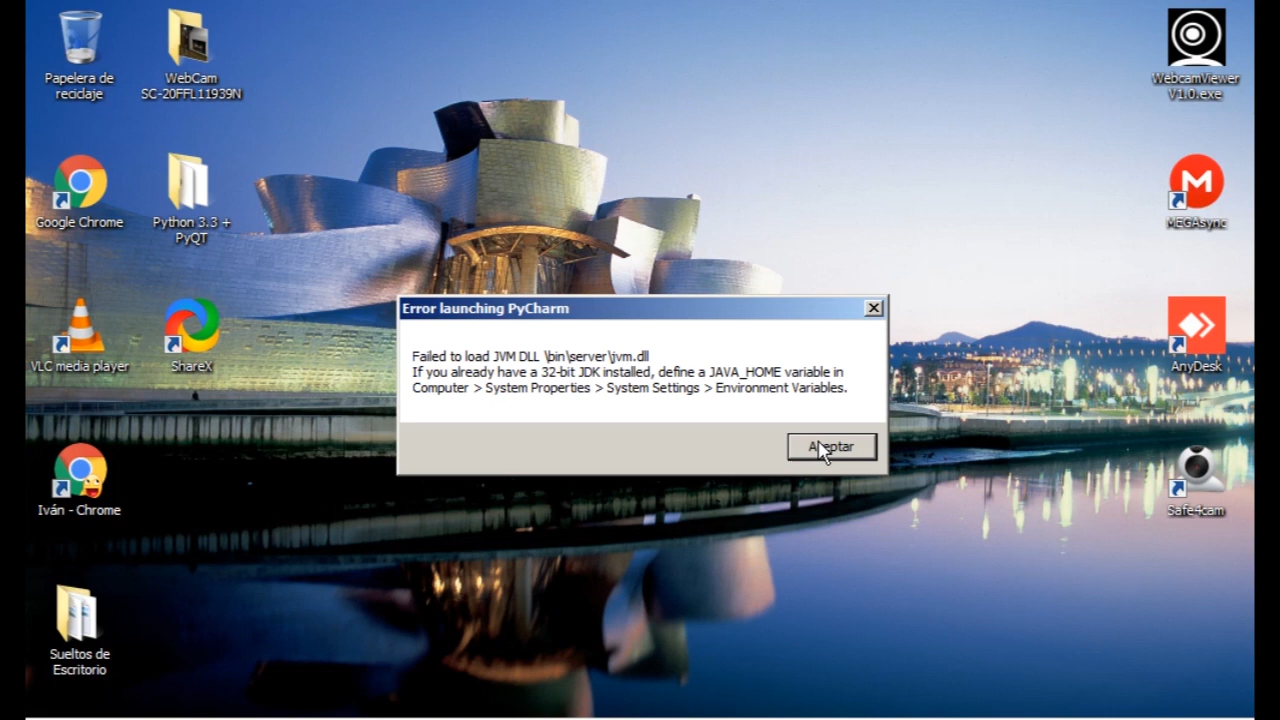 Papelera de
reciclaje
WebCam
SC-20FFL11939N
WebcamViewer
V1.0.exe
Google Chrome
Python 3.3 +
PyQT
MEGAsync
Error launching PyCharm
Failed to load JVM DLL \bin\server\jvm.dll
If you already have a 32-bit JDK installed, define a JAVA_HOME variable in
Computer > System Properties > System Settings > Environment Variables.
Aceptar
VLC media player
ShareX
AnyDesk
Iván - Chrome
Safe4cam
Sueltos de
Escritorio